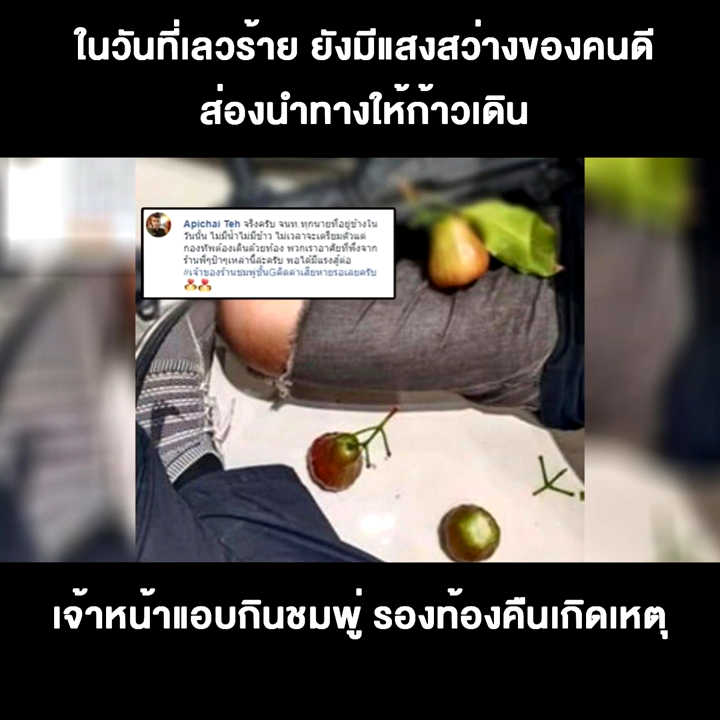 ในวันที่เลวร้าย ยังมีแสงสว่างของคนดี
ส่องนำทางให้ก้าวเดิน
Apichai Teh จริงครับ จนท.ทุกนายที่อยู่ข้างใน
วันนั้น ไม่มีน้ำไม่มีข้าว ไม่เวลาจะเตรียมตัวแต่
กองทัพต้องเดินด้วยท้อง พวกเราอาศัยที่พึ่งจาก
ร้านพี่ๆป้าๆเหล่านี้ล่ะครับ พอได้มีแรงสู้ต่อ
#เจ้าของร้านชมพู่ชั้นGคิดค่าเสียหายรอเลยครับ
เจ้าหน้าแอบกินชมพู่ รองท้องคืนเกิดเหตุ